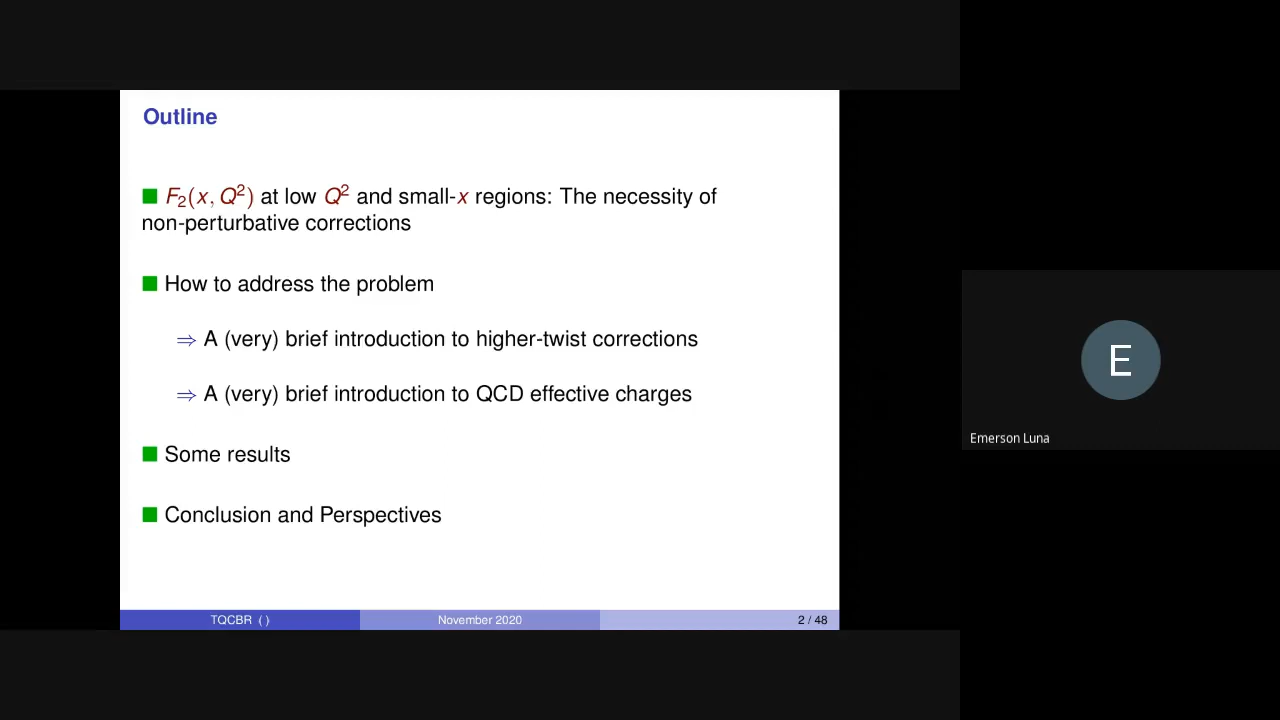 Outline
F₂(x, Q²) at low Q² and small-x regions: The necessity of
non-perturbative corrections
How to address the problem
⇒ A (very) brief introduction to higher-twist corrections
⇒ A (very) brief introduction to QCD effective charges
Some results
Conclusion and Perspectives
TQCBR ( )
November 2020
2 / 48
E
Emerson Luna